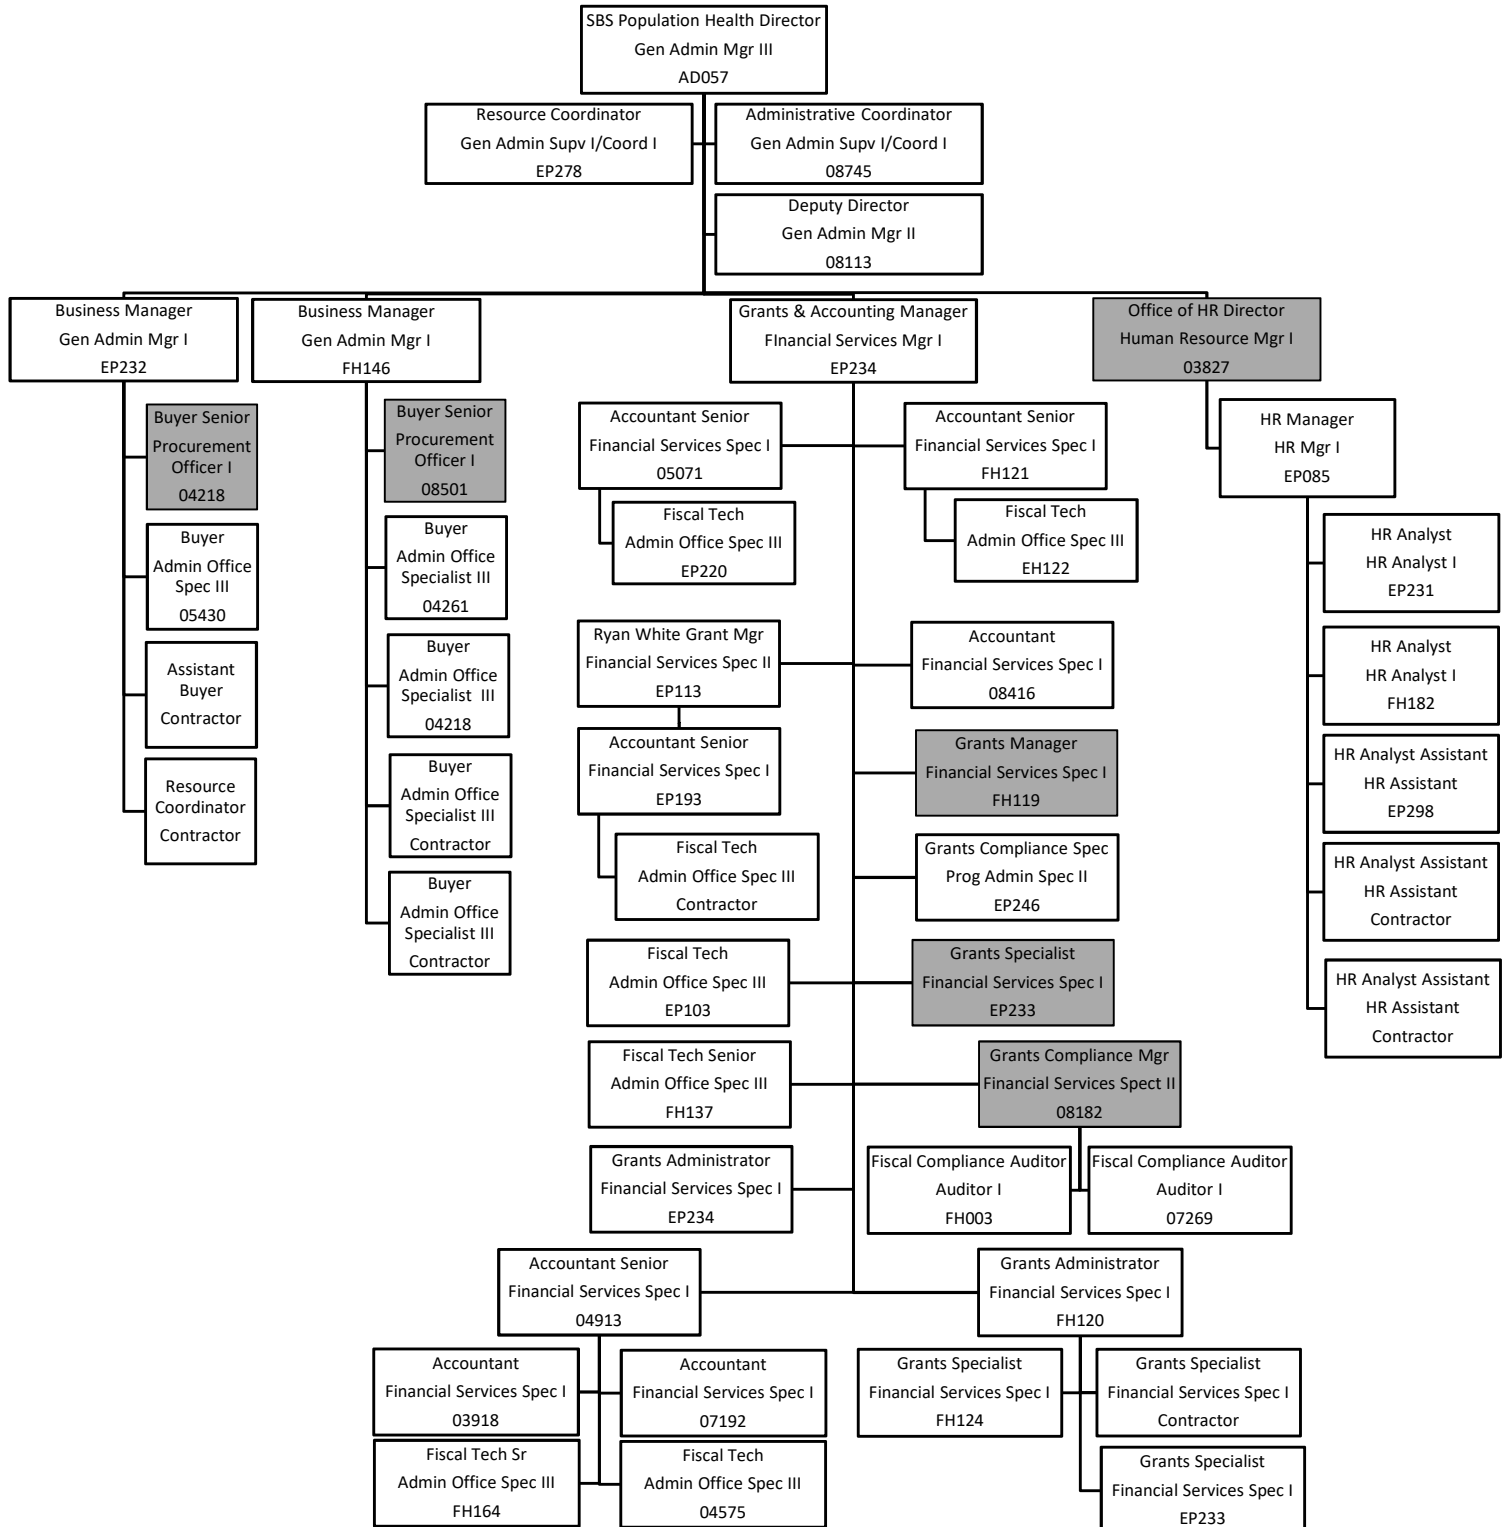 SBS Population Health Director
Gen Admin Mgr III
AD057
Resource Coordinator
Gen Admin Supv I/Coord I
EP278
Administrative Coordinator
Gen Admin Supv I/Coord I
08745
Deputy Director
Gen Admin Mgr II
08113
Business Manager
Gen Admin Mgr I
EP232
Buyer Senior
Procurement
Officer I
04218
Buyer
Admin Office
Spec III
05430
Assistant
Buyer
Contractor
Resource
Coordinator
Contractor
Business Manager
Gen Admin Mgr I
FH146
Buyer Senior
Procurement
Officer I
08501
Buyer
Admin Office
Specialist III
04261
Buyer
Admin Office
Specialist  III
04218
Buyer
Admin Office
Specialist III
Contractor
Buyer
Admin Office
Specialist III
Contractor
Grants & Accounting Manager
FInancial Services Mgr I
EP234
Accountant Senior
Financial Services Spec I
05071
Fiscal Tech
Admin Office Spec III
EP220
Accountant Senior
Financial Services Spec I
FH121
Fiscal Tech
Admin Office Spec III
EH122
Ryan White Grant Mgr
Financial Services Spec II
EP113
Accountant Senior
Financial Services Spec I
EP193
Fiscal Tech
Admin Office Spec III
Contractor
Accountant
Financial Services Spec I
08416
Grants Manager
Financial Services Spec I
FH119
Grants Compliance Spec
Prog Admin Spec II
EP246
Fiscal Tech
Admin Office Spec III
EP103
Grants Specialist
Financial Services Spec I
EP233
Fiscal Tech Senior
Admin Office Spec III
FH137
Grants Compliance Mgr
Financial Services Spect II
08182
Fiscal Compliance Auditor
Auditor I
FH003
Fiscal Compliance Auditor
Auditor I
07269
Grants Administrator
Financial Services Spec I
EP234
Accountant Senior
Financial Services Spec I
04913
Accountant
Financial Services Spec I
03918
Accountant
Financial Services Spec I
07192
Fiscal Tech Sr
Admin Office Spec III
FH164
Fiscal Tech
Admin Office Spec III
04575
Grants Administrator
Financial Services Spec I
FH120
Grants Specialist
Financial Services Spec I
FH124
Grants Specialist
Financial Services Spec I
Contractor
Grants Specialist
Financial Services Spec I
EP233
Office of HR Director
Human Resource Mgr I
03827
HR Manager
HR Mgr I
EP085
HR Analyst
HR Analyst I
EP231
HR Analyst
HR Analyst I
FH182
HR Analyst Assistant
HR Assistant
EP298
HR Analyst Assistant
HR Assistant
Contractor
HR Analyst Assistant
HR Assistant
Contractor